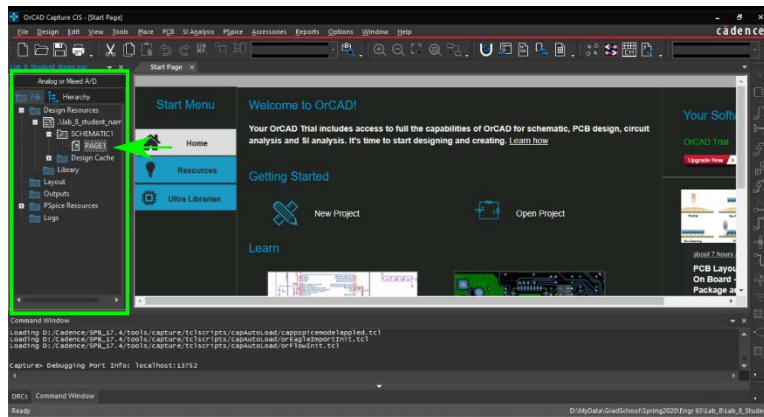 OrCAD Capture CIS - [Start Page]
File Design Edit View Tools Place PCB SI Analysis PSpice Accessories Reports Options Window Help
cadence
Start Page
Analog or Mixed A/D
File Hierarchy
Design Resources
.\lab_8_student_nam
SCHEMATIC1
PAGE1
Design Cache
Library
Layout
Outputs
PSpice Resources
Logs
Start Menu
Home
Resources
Ultra Librarian
Welcome to OrCAD!
Your OrCAD Trial includes access to full the capabilities of OrCAD for schematic, PCB design, circuit
analysis and SI analysis. It's time to start designing and creating. Learn how
Getting Started
New Project
Open Project
Learn
Your Softw
OrCAD Trial
Upgrade Now
about 7 hours
PCB Layou
On Board -
Package a
Command Window
Loading D:/Cadence/SPB_17.4/tools/capture/tclscripts/capAutoLoad/cappspicemodelappled.tcl
Loading D:/Cadence/SPB_17.4/tools/capture/tclscripts/capAutoLoad/orEagleImportInit.tcl
Loading D:/Cadence/SPB_17.4/tools/capture/tclscripts/capAutoLoad/orFlowInit.tcl
Capture> Debugging Port Info: localhost:13752
DRCs Command Window
Ready
D:\MyData\GradSchool\Spring2020\Engr 65\Lab_8\Lab_8_Stude